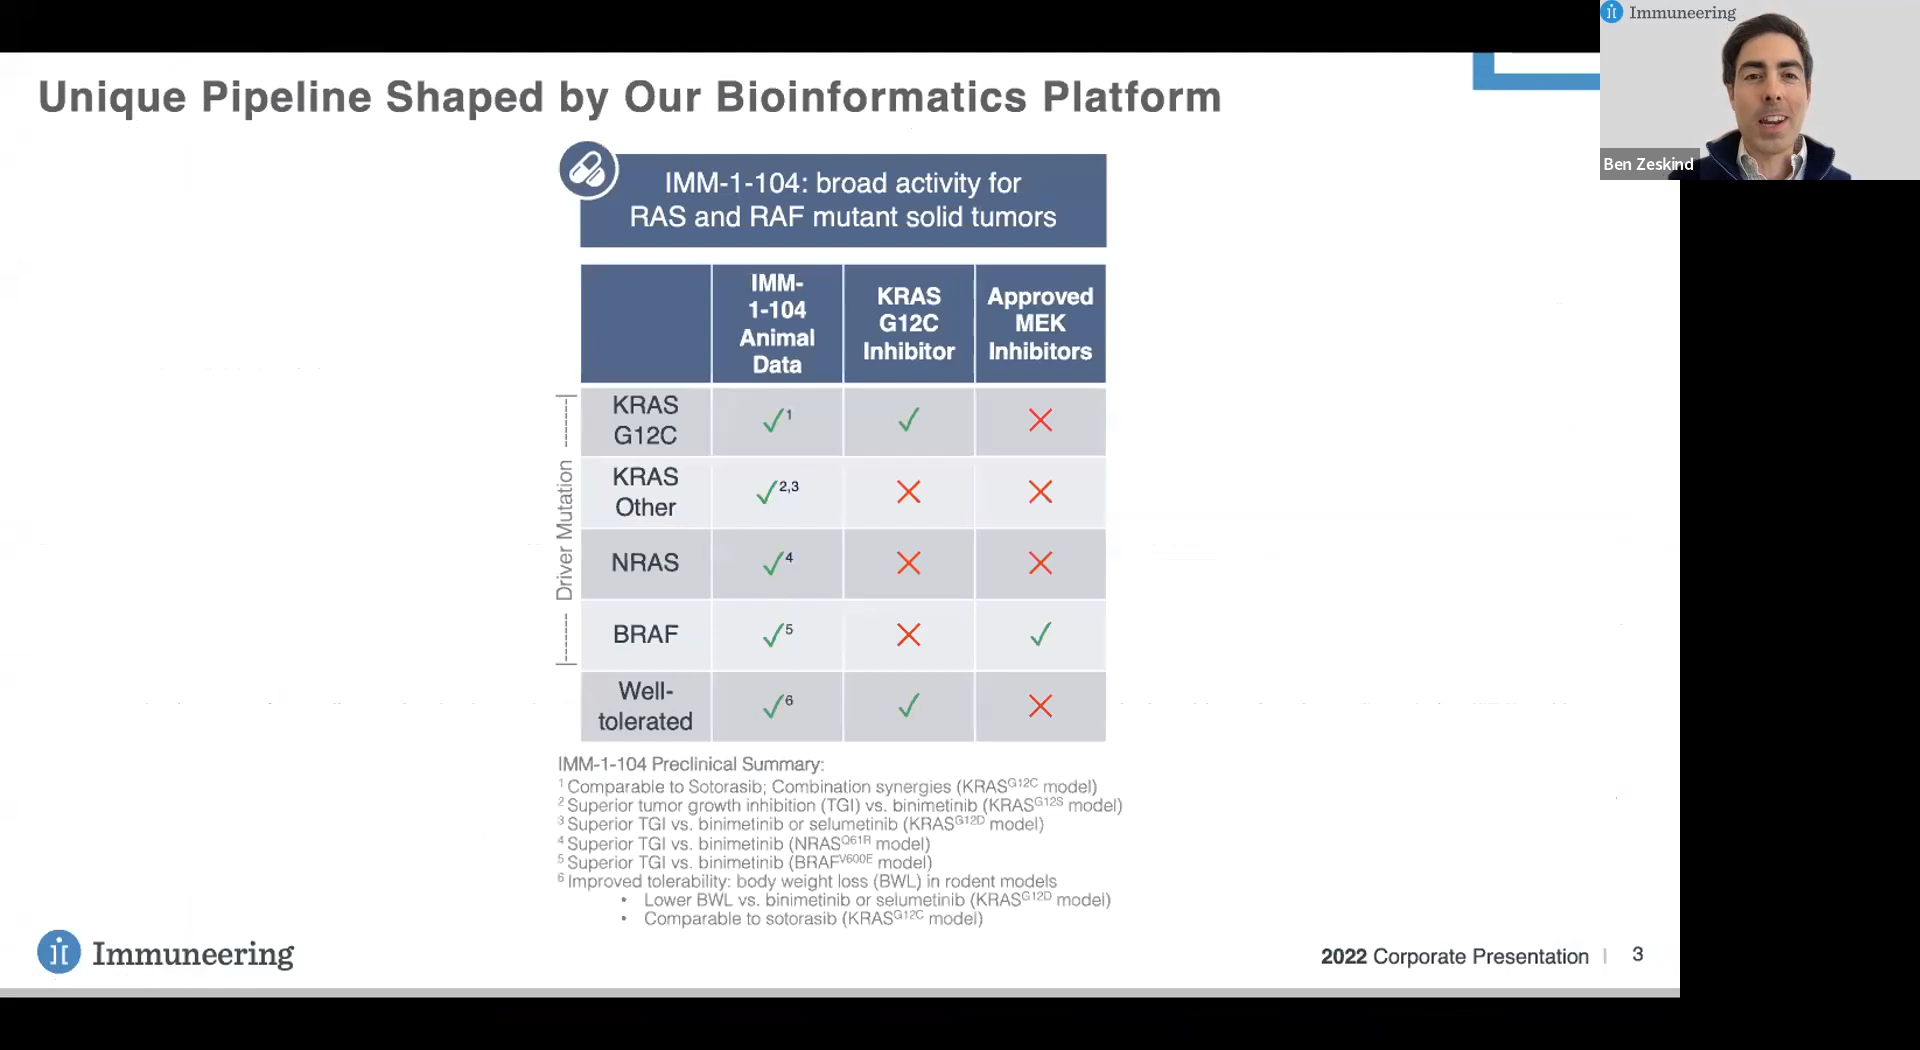 Immuneering
Unique Pipeline Shaped by Our Bioinformatics Platform
Ben Zeskind
IMM-1-104: broad activity for
RAS and RAF mutant solid tumors
IMM-
1-104
Animal
Data
KRAS
G12C
Inhibitor
Approved
MEK
Inhibitors
Driver Mutation
KRAS
G12C
✓1 ✓ ✕
KRAS
Other
✓2,3 ✕ ✕
NRAS ✓4 ✕ ✕
BRAF ✓5 ✕ ✓
Well-
tolerated
✓6 ✓ ✕
IMM-1-104 Preclinical Summary:
1 Comparable to Sotorasib; Combination synergies (KRASG12C model)
2 Superior tumor growth inhibition (TGI) vs. binimetinib (KRASG12S model)
3 Superior TGI vs. binimetinib or selumetinib (KRASG12D model)
4 Superior TGI vs. binimetinib (NRASQ61R model)
5 Superior TGI vs. binimetinib (BRAFV600E model)
6 Improved tolerability: body weight loss (BWL) in rodent models
• Lower BWL vs. binimetinib or selumetinib (KRASG12D model)
• Comparable to sotorasib (KRASG12C model)
Immuneering
2022 Corporate Presentation | 3